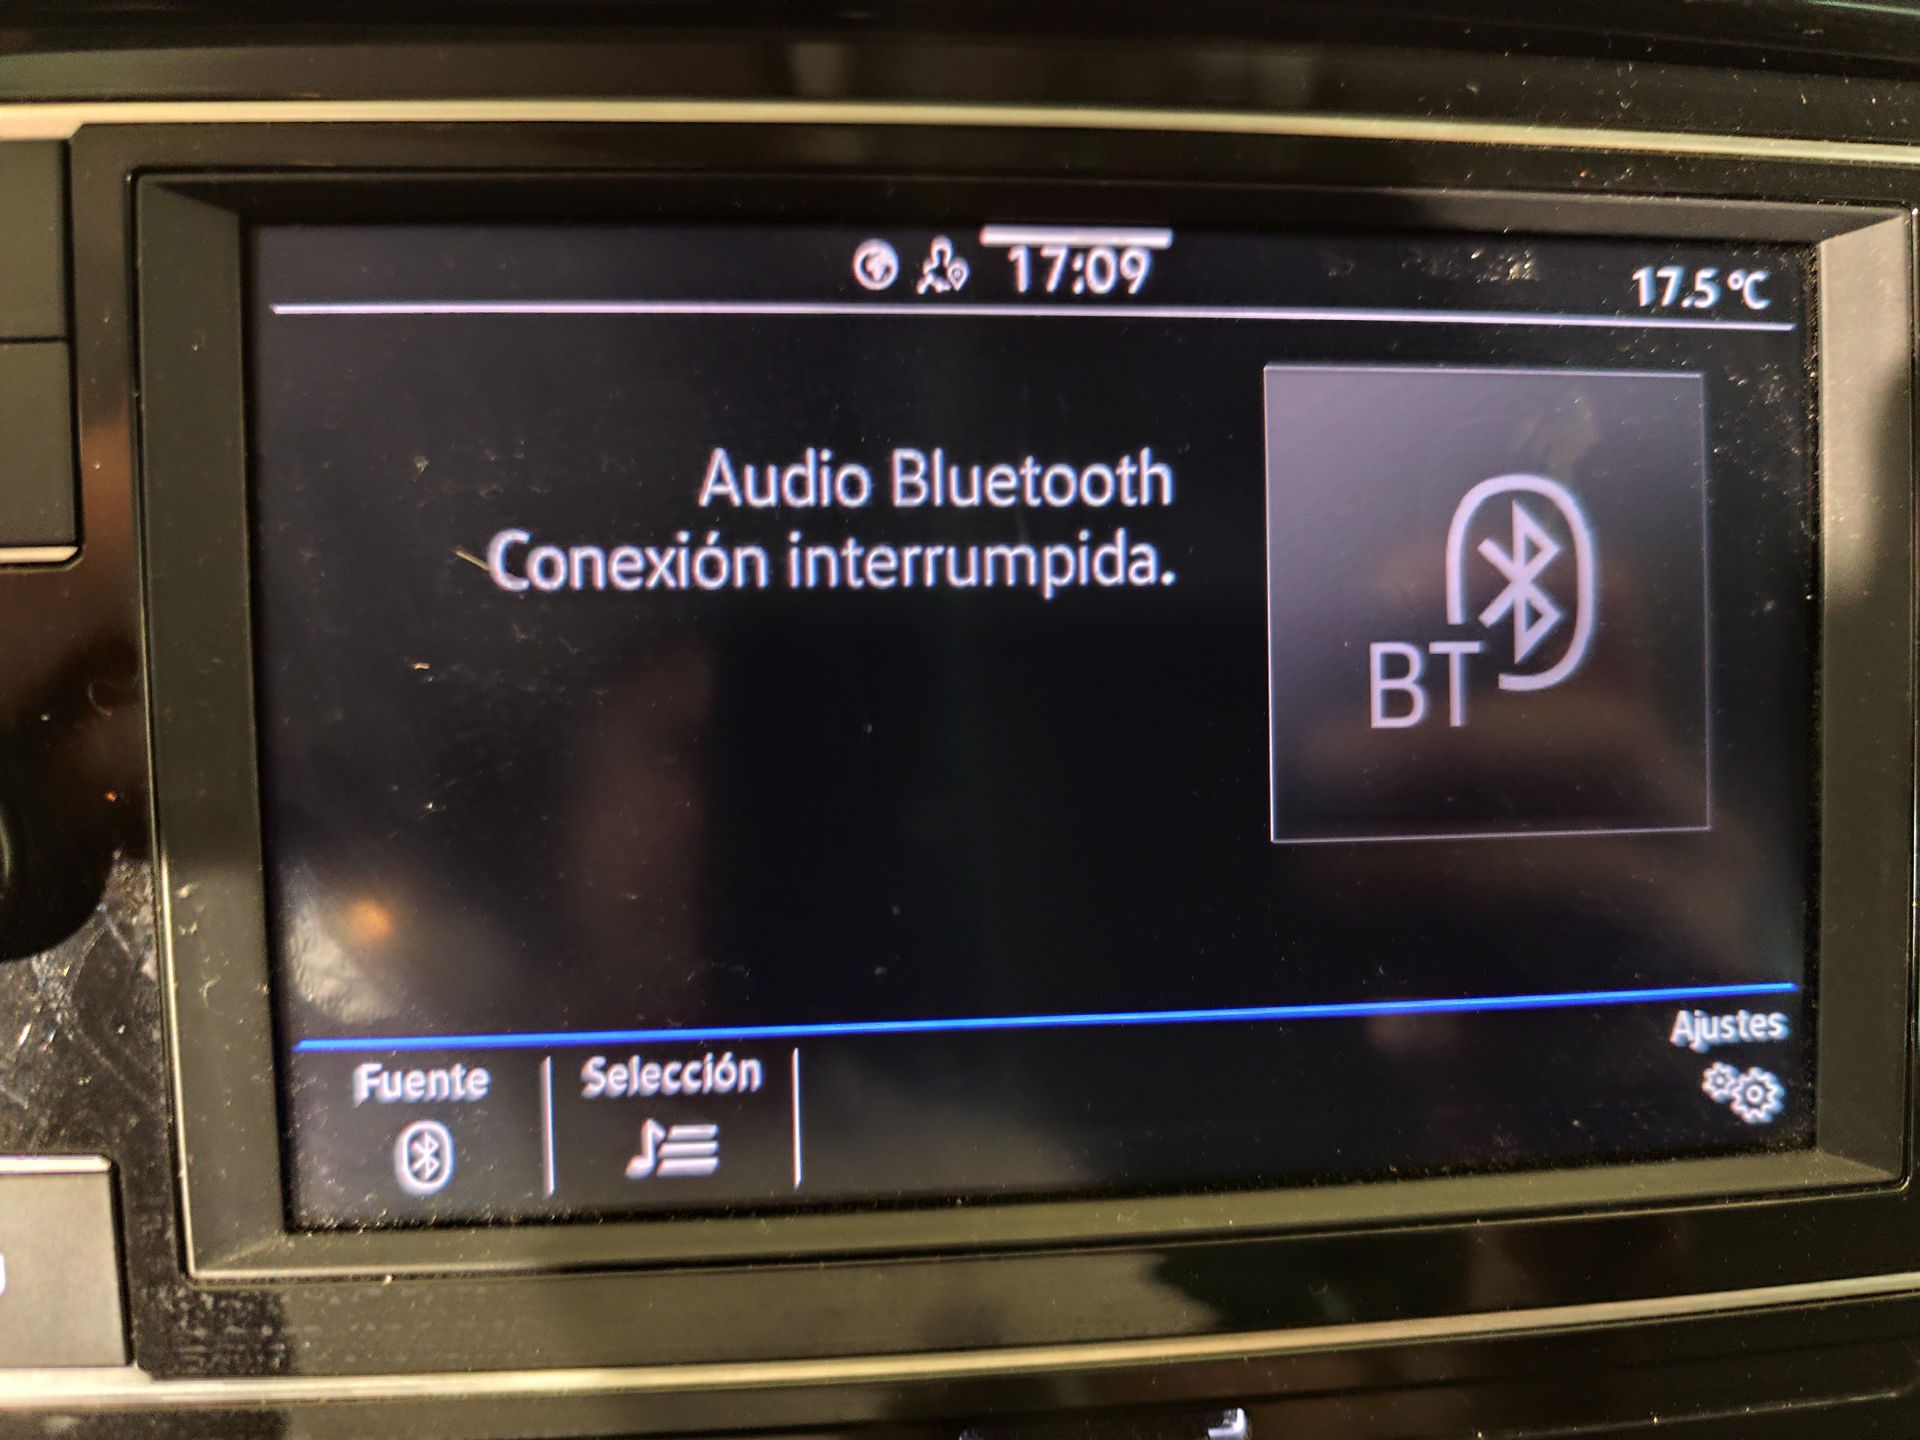 17:09
17.5 °C
Audio Bluetooth
Conexión interrumpida.
BT
Ajustes
Fuente
Selección